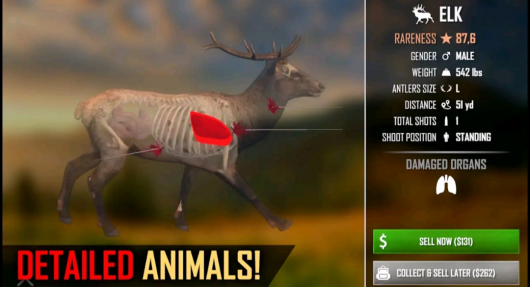 ELK
RARENESS ★ 87,6
GENDER ♂ MALE
WEIGHT 542 lbs
ANTLERS SIZE L
DISTANCE 51 yd
TOTAL SHOTS 1
SHOOT POSITION STANDING
DAMAGED ORGANS
$ SELL NOW ($131)
COLLECT & SELL LATER ($262)
DETAILED ANIMALS!